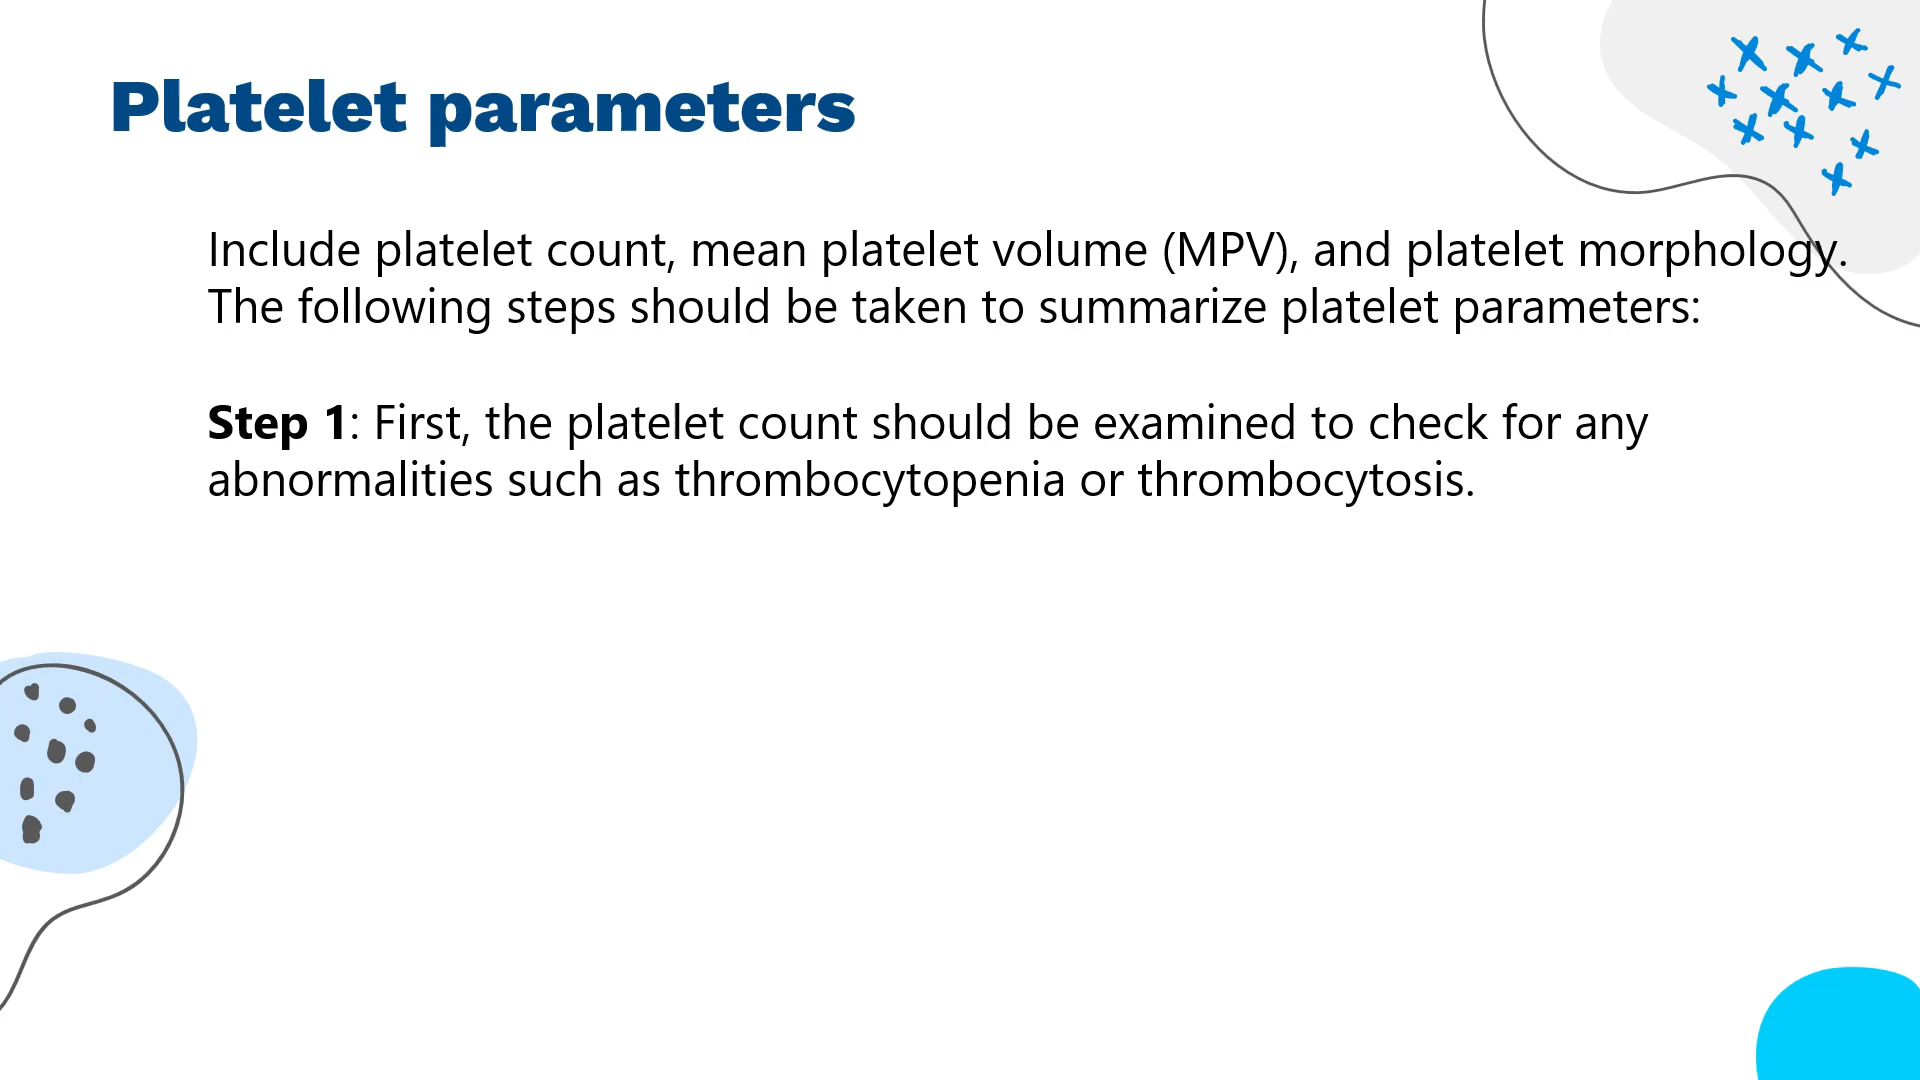 Platelet parameters
Include platelet count, mean platelet volume (MPV), and platelet morphology.
The following steps should be taken to summarize platelet parameters:
Step 1: First, the platelet count should be examined to check for any
abnormalities such as thrombocytopenia or thrombocytosis.